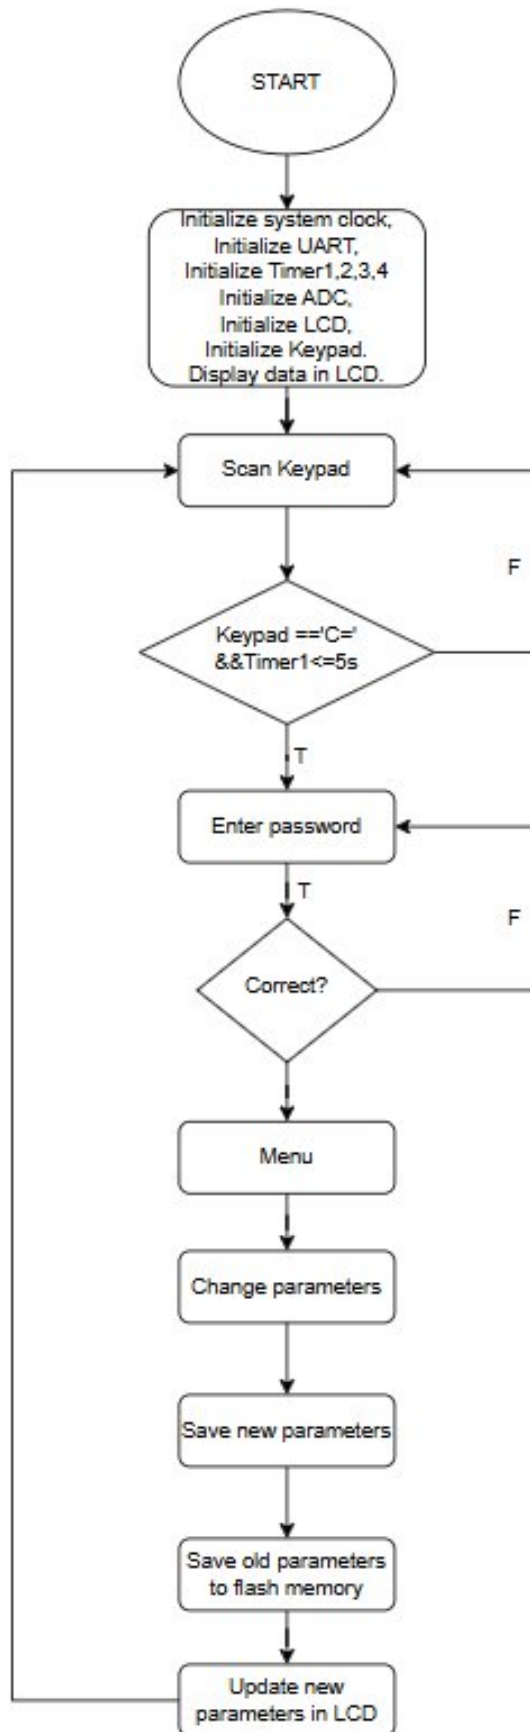 START
Initialize system clock,
Initialize UART,
Initialize Timer1,2,3,4
Initialize ADC,
Initialize LCD,
Initialize Keypad.
Display data in LCD.
Scan Keypad
F
Keypad =='C='
&&Timer1<=5s
T
Enter password
T
F
Correct?
Menu
Change parameters
Save new parameters
Save old parameters
to flash memory
Update new
parameters in LCD